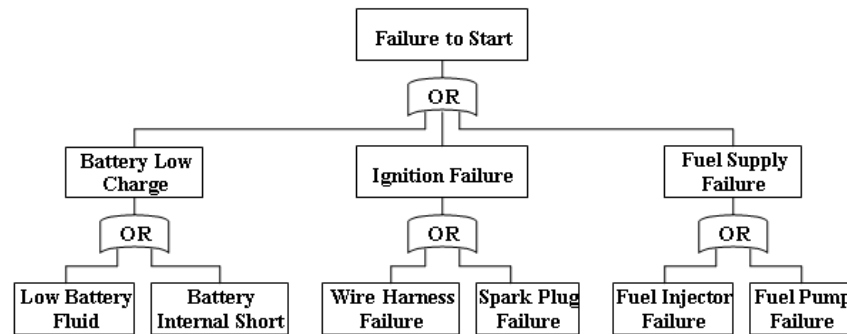 Failure to Start
OR
Battery Low
Charge
Ignition Failure
Fuel Supply
Failure
OR
OR
OR
Low Battery
Fluid
Battery
Internal Short
Wire Harness
Failure
Spark Plug
Failure
Fuel Injector
Failure
Fuel Pump
Failure